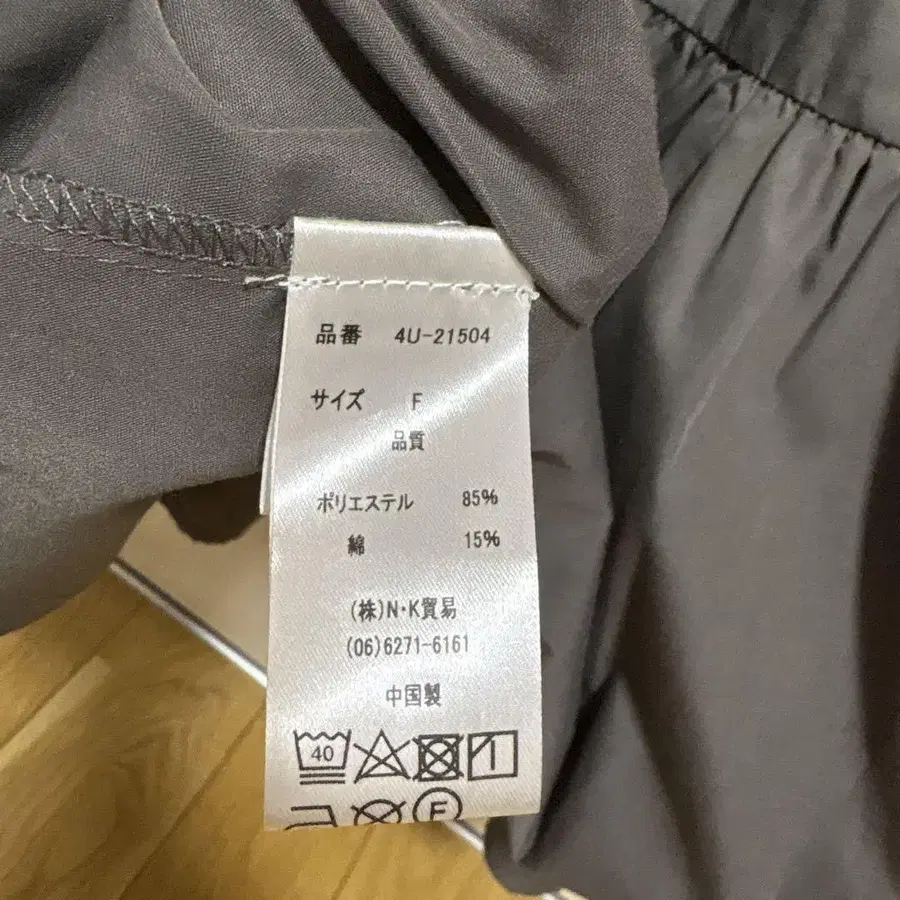 品番 4U-21504
サイズ F
品質
ポリエステル 85%
綿 15%
(株)N・K貿易
(06)6271-6161
中国製
40
F